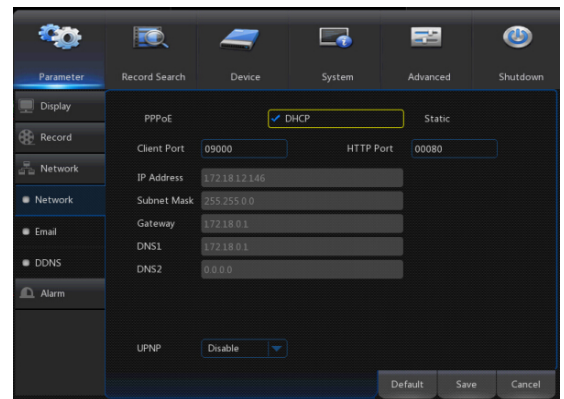 Parameter Record Search Device System Advanced Shutdown
Display
Record
Network
Network
Email
DDNS
Alarm
PPPoE DHCP Static
Client Port 09000 HTTP Port 00080
IP Address 172.18.12.146
Subnet Mask 255.255.0.0
Gateway 172.18.0.1
DNS1 172.18.0.1
DNS2 0.0.0.0
UPNP Disable
Default Save Cancel